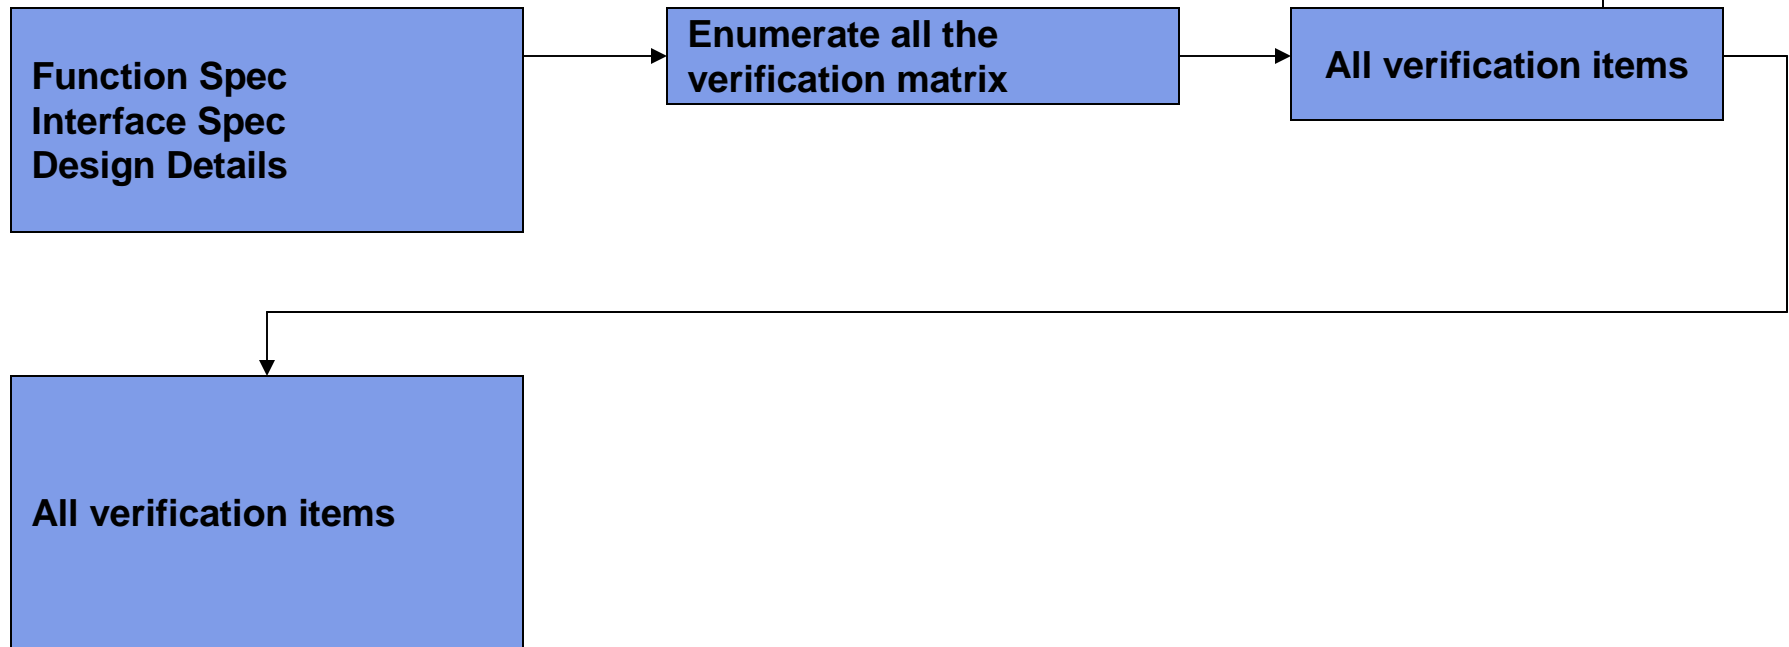 Function Spec
Interface Spec
Design Details
Enumerate all the
verification matrix
All verification items
All verification items